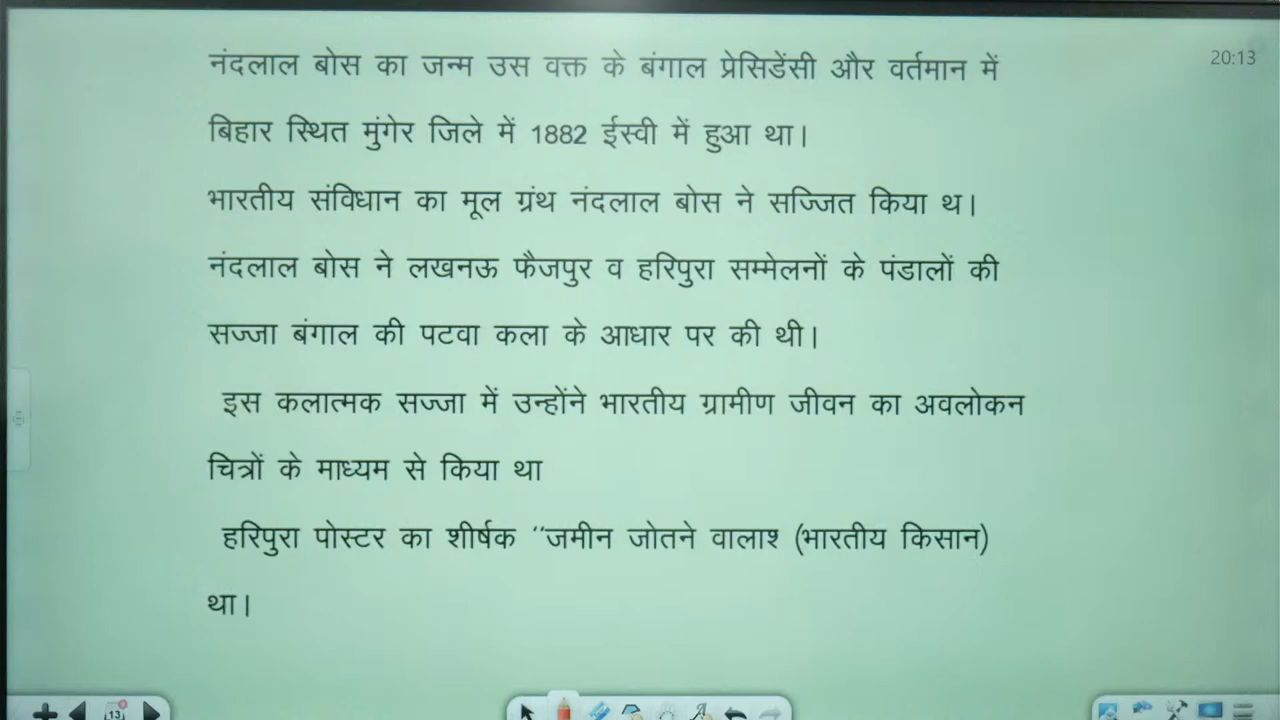 20:13
नंदलाल बोस का जन्म उस वक्त के बंगाल प्रेसिडेंसी और वर्तमान में
बिहार स्थित मुंगेर जिले में 1882 ईस्वी में हुआ था।
भारतीय संविधान का मूल ग्रंथ नंदलाल बोस ने सज्जित किया थ।
नंदलाल बोस ने लखनऊ फैजपुर व हरिपुरा सम्मेलनों के पंडालों की
सज्जा बंगाल की पटवा कला के आधार पर की थी।
इस कलात्मक सज्जा में उन्होंने भारतीय ग्रामीण जीवन का अवलोकन
चित्रों के माध्यम से किया था
हरिपुरा पोस्टर का शीर्षक ‘‘जमीन जोतने वालाश (भारतीय किसान)
था।
13